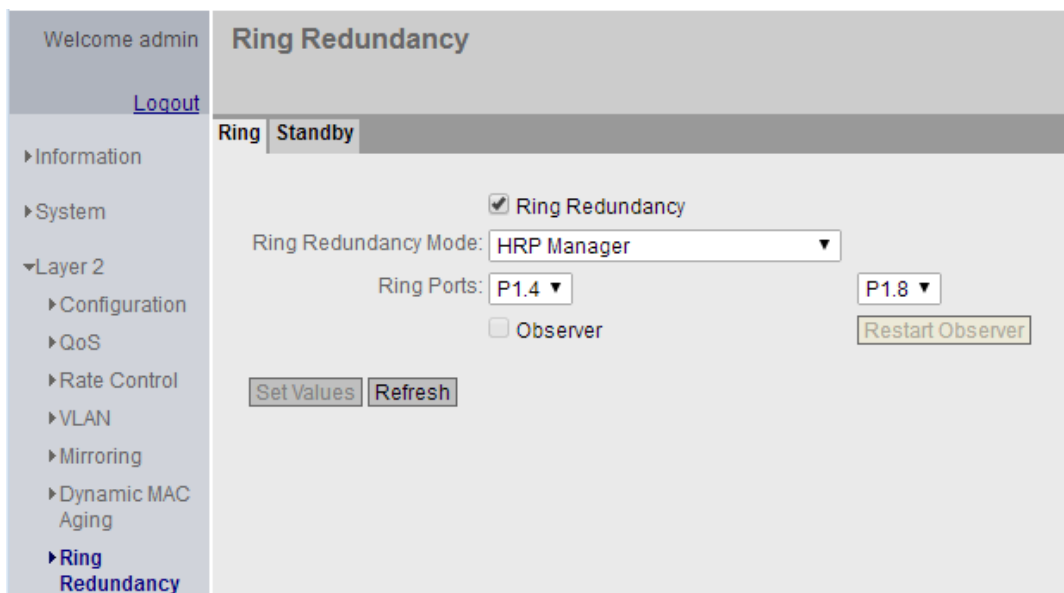 Welcome admin
Logout
Ring Redundancy
Ring
Standby
Information
System
Layer 2
Configuration
QoS
Rate Control
VLAN
Mirroring
Dynamic MAC
Aging
Ring
Redundancy
Ring Redundancy
Ring Redundancy Mode: HRP Manager
Ring Ports: P1.4 P1.8
Observer Restart Observer
Set Values Refresh